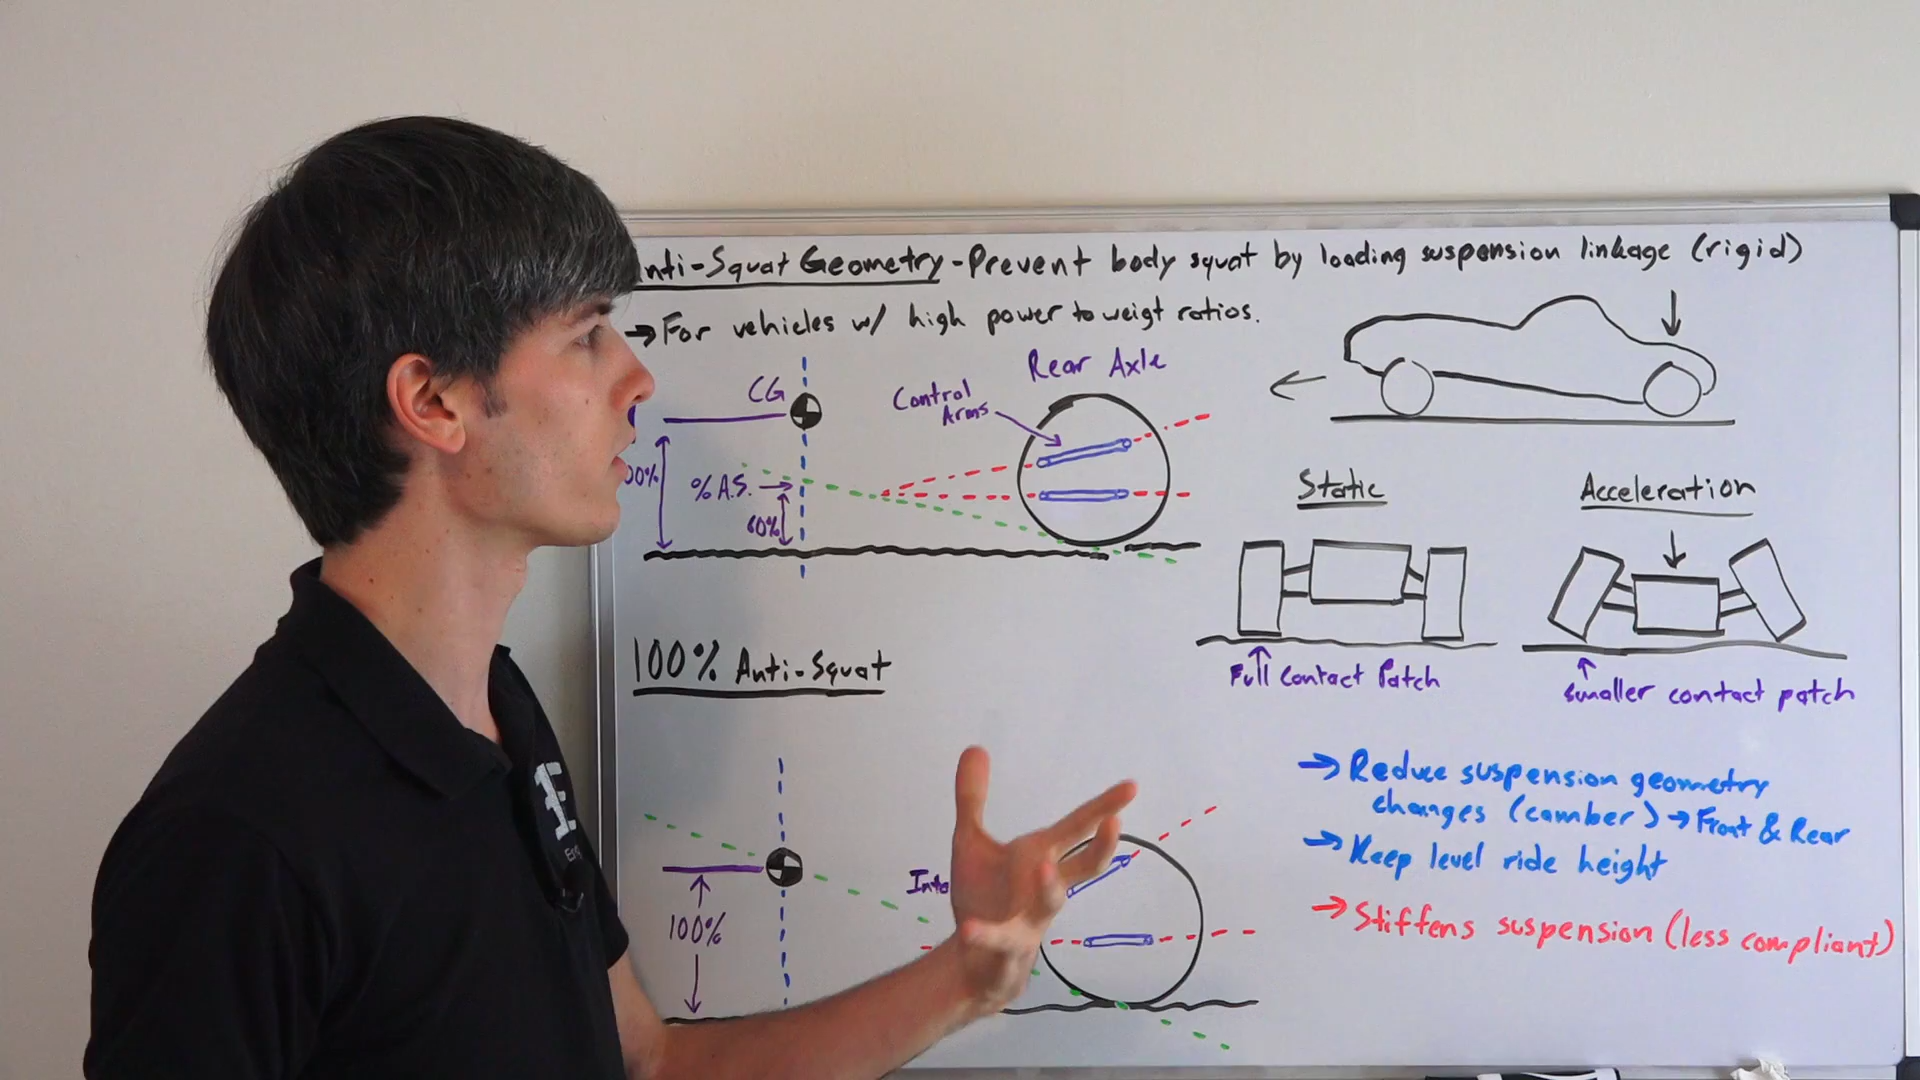 nti-Squat Geometry - Prevent body squat by loading suspension linkage (rigid)
→ For vehicles w/ high power to weigt ratios.
Rear Axle
CG
Control
Arms
00%
% A.S. →
60%
Static
Acceleration
Full Contact Patch
smaller contact patch
100% Anti-Squat
100%
Inte
→ Reduce suspension geometry
changes (camber) → Front & Rear
→ Keep level ride height
→ Stiffens suspension (less compliant)